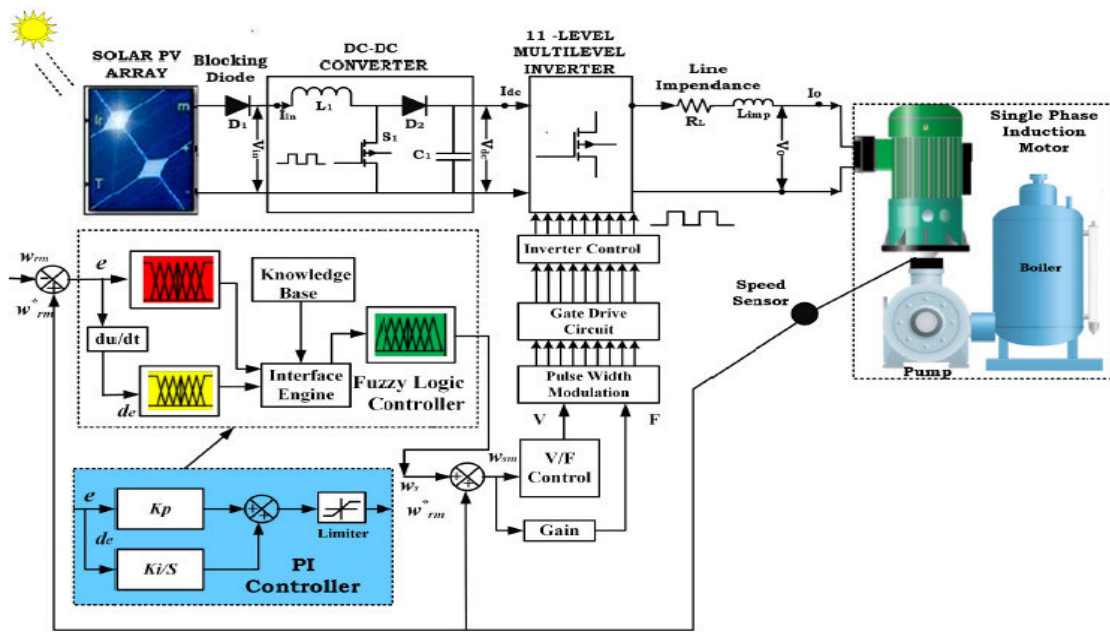 SOLAR PV
ARRAY
Blocking
Diode
DC-DC
CONVERTER
11 -LEVEL
MULTILEVEL
INVERTER
Line
Impendance
Single Phase
Induction
Motor
m
Ir
T
-
D1
Iin
L1
D2
S1
C1
Vin
Vdc
Idc
RL
Limp
Io
Vo
Boiler
Pump
Inverter Control
Gate Drive
Circuit
Pulse Width
Modulation
V
F
V/F
Control
Gain
Speed
Sensor
wrm
w*rm
e
du/dt
de
Knowledge
Base
Interface
Engine
Fuzzy Logic
Controller
ws
w*rm
wsm
e
Kp
de
Ki/S
Limiter
PI
Controller